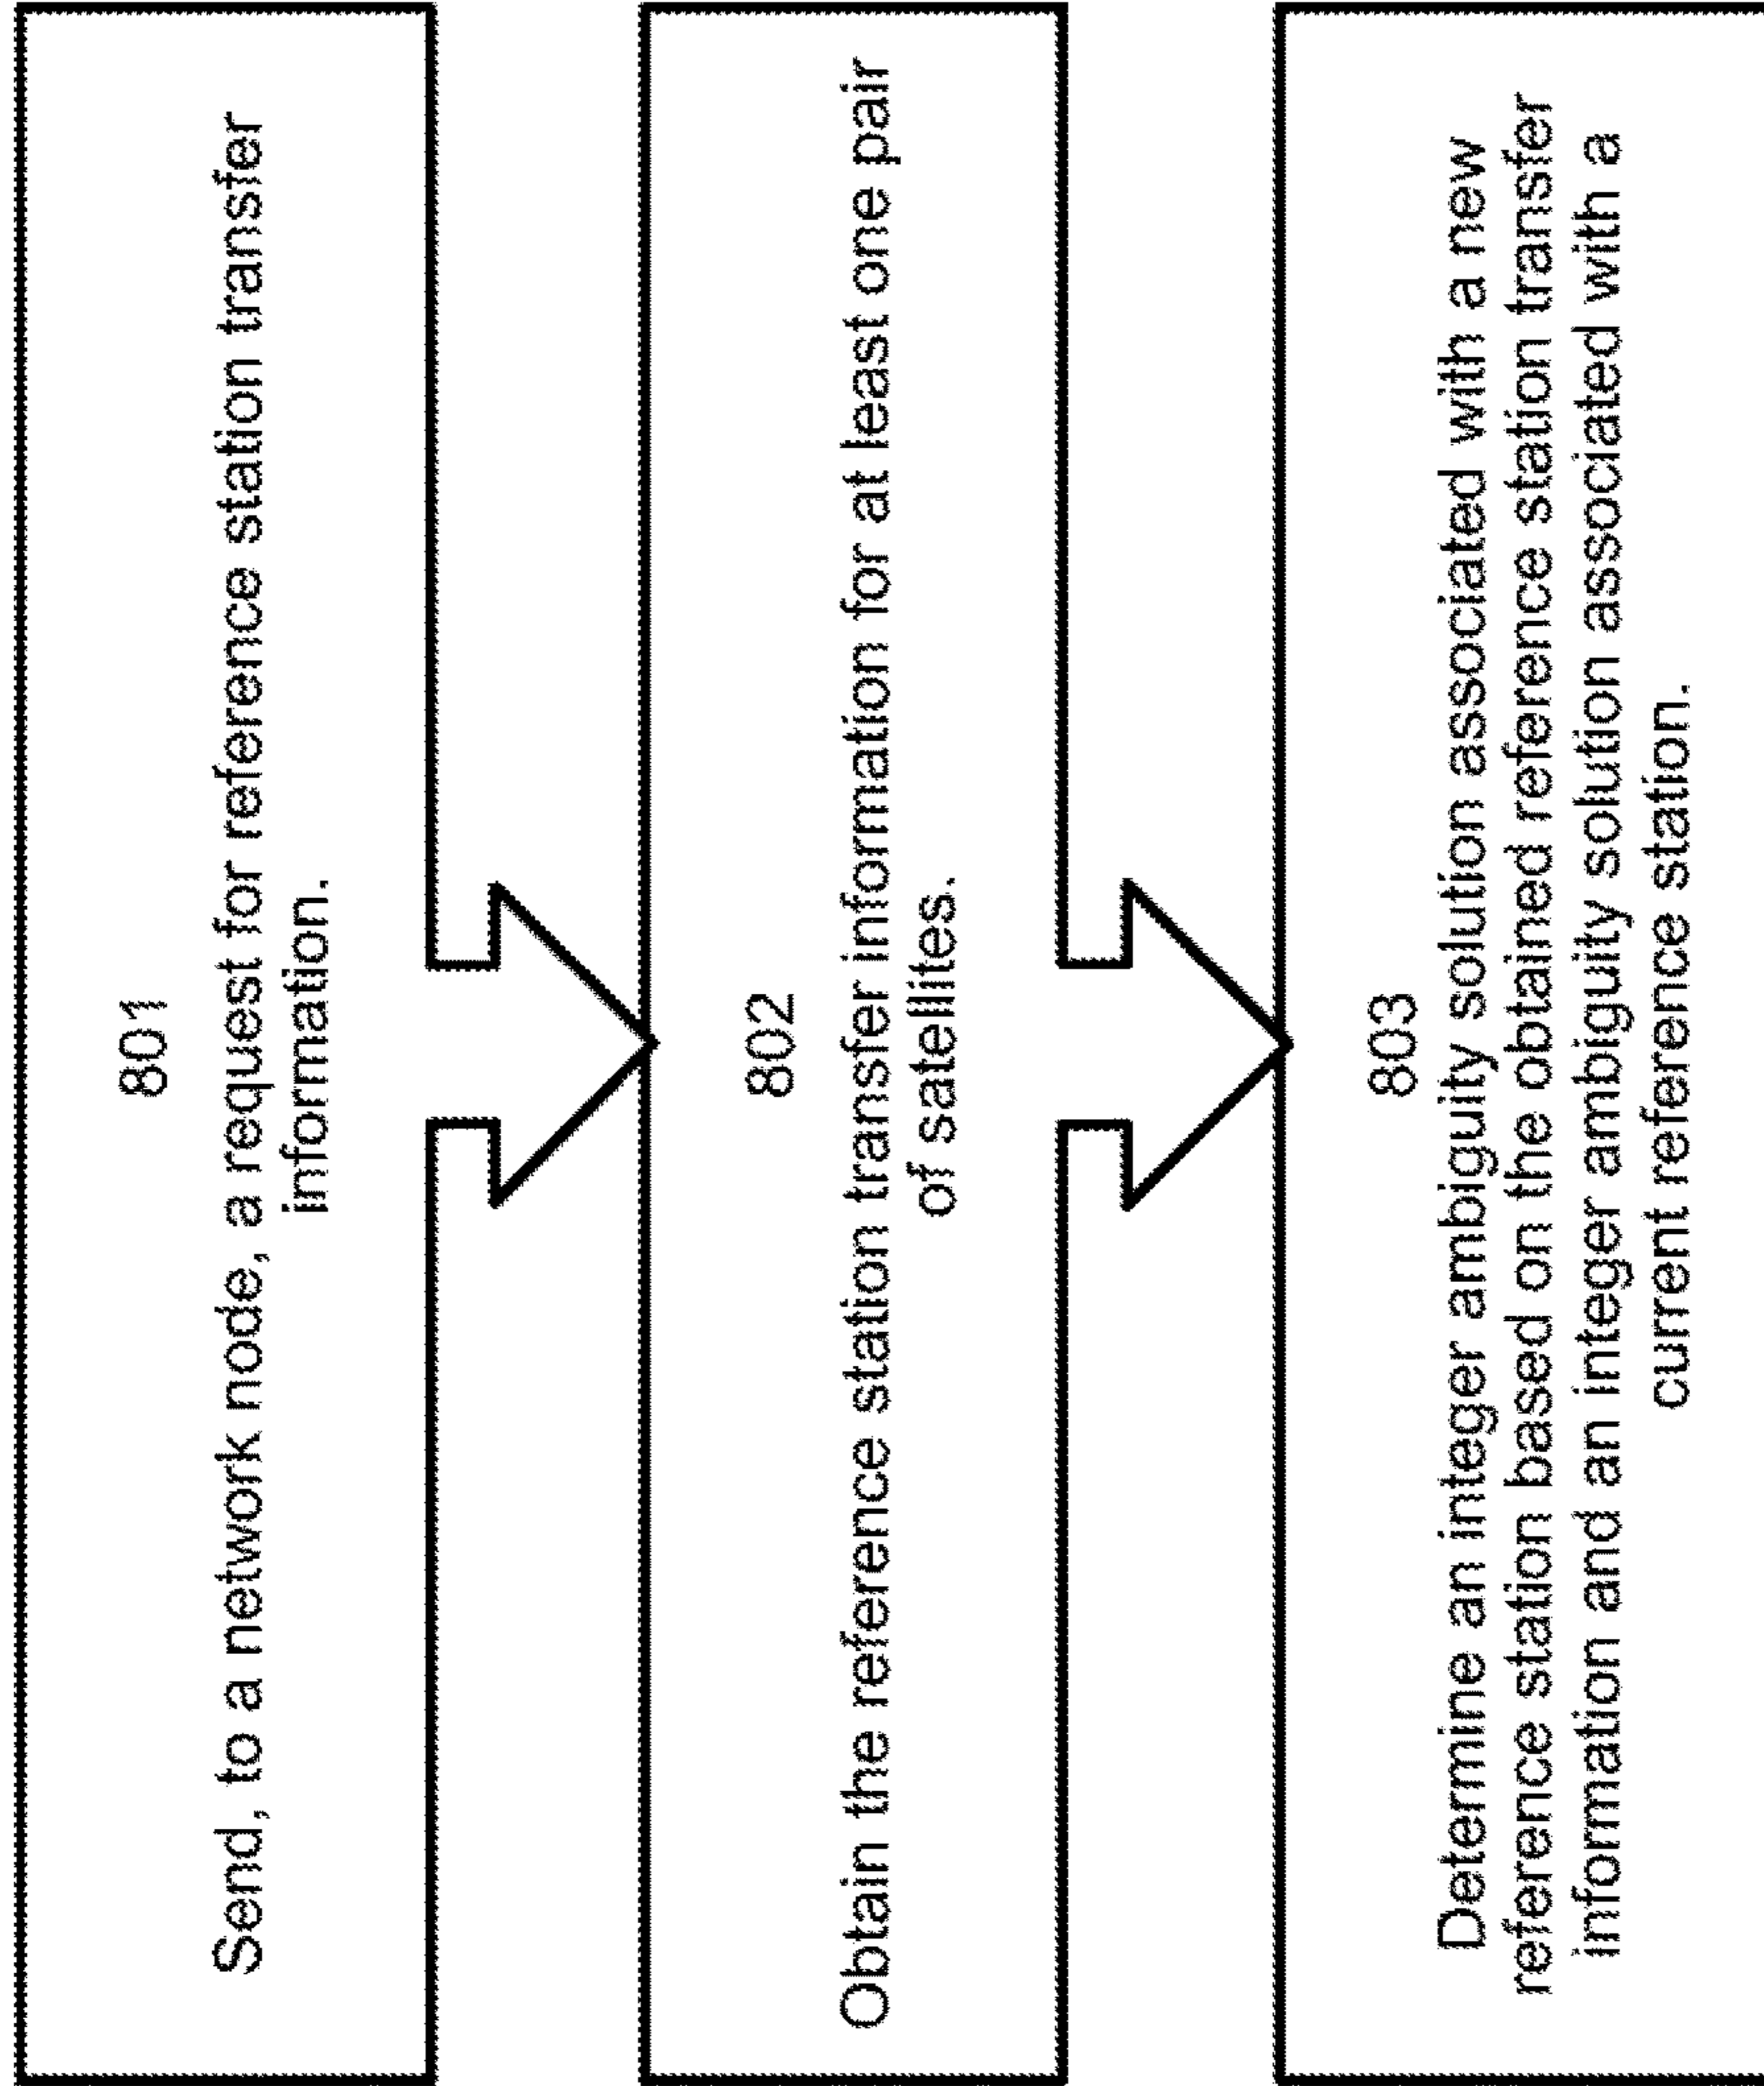 801
Send, to a network node, a request for reference station transfer
information.
802
Obtain the reference station transfer information for at least one pair
of satellites.
803
Determine an integer ambiguity solution associated with a new
reference station based on the obtained reference station transfer
information and an integer ambiguity solution associated with a
current reference station.